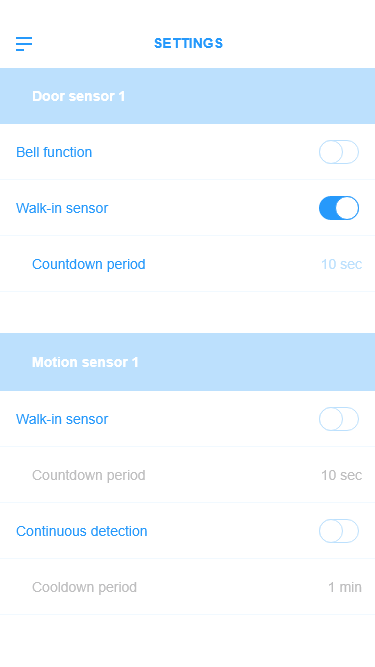 SETTINGS
Door sensor 1
Bell function
Walk-in sensor
Countdown period 10 sec
Motion sensor 1
Walk-in sensor
Countdown period 10 sec
Continuous detection
Cooldown period 1 min